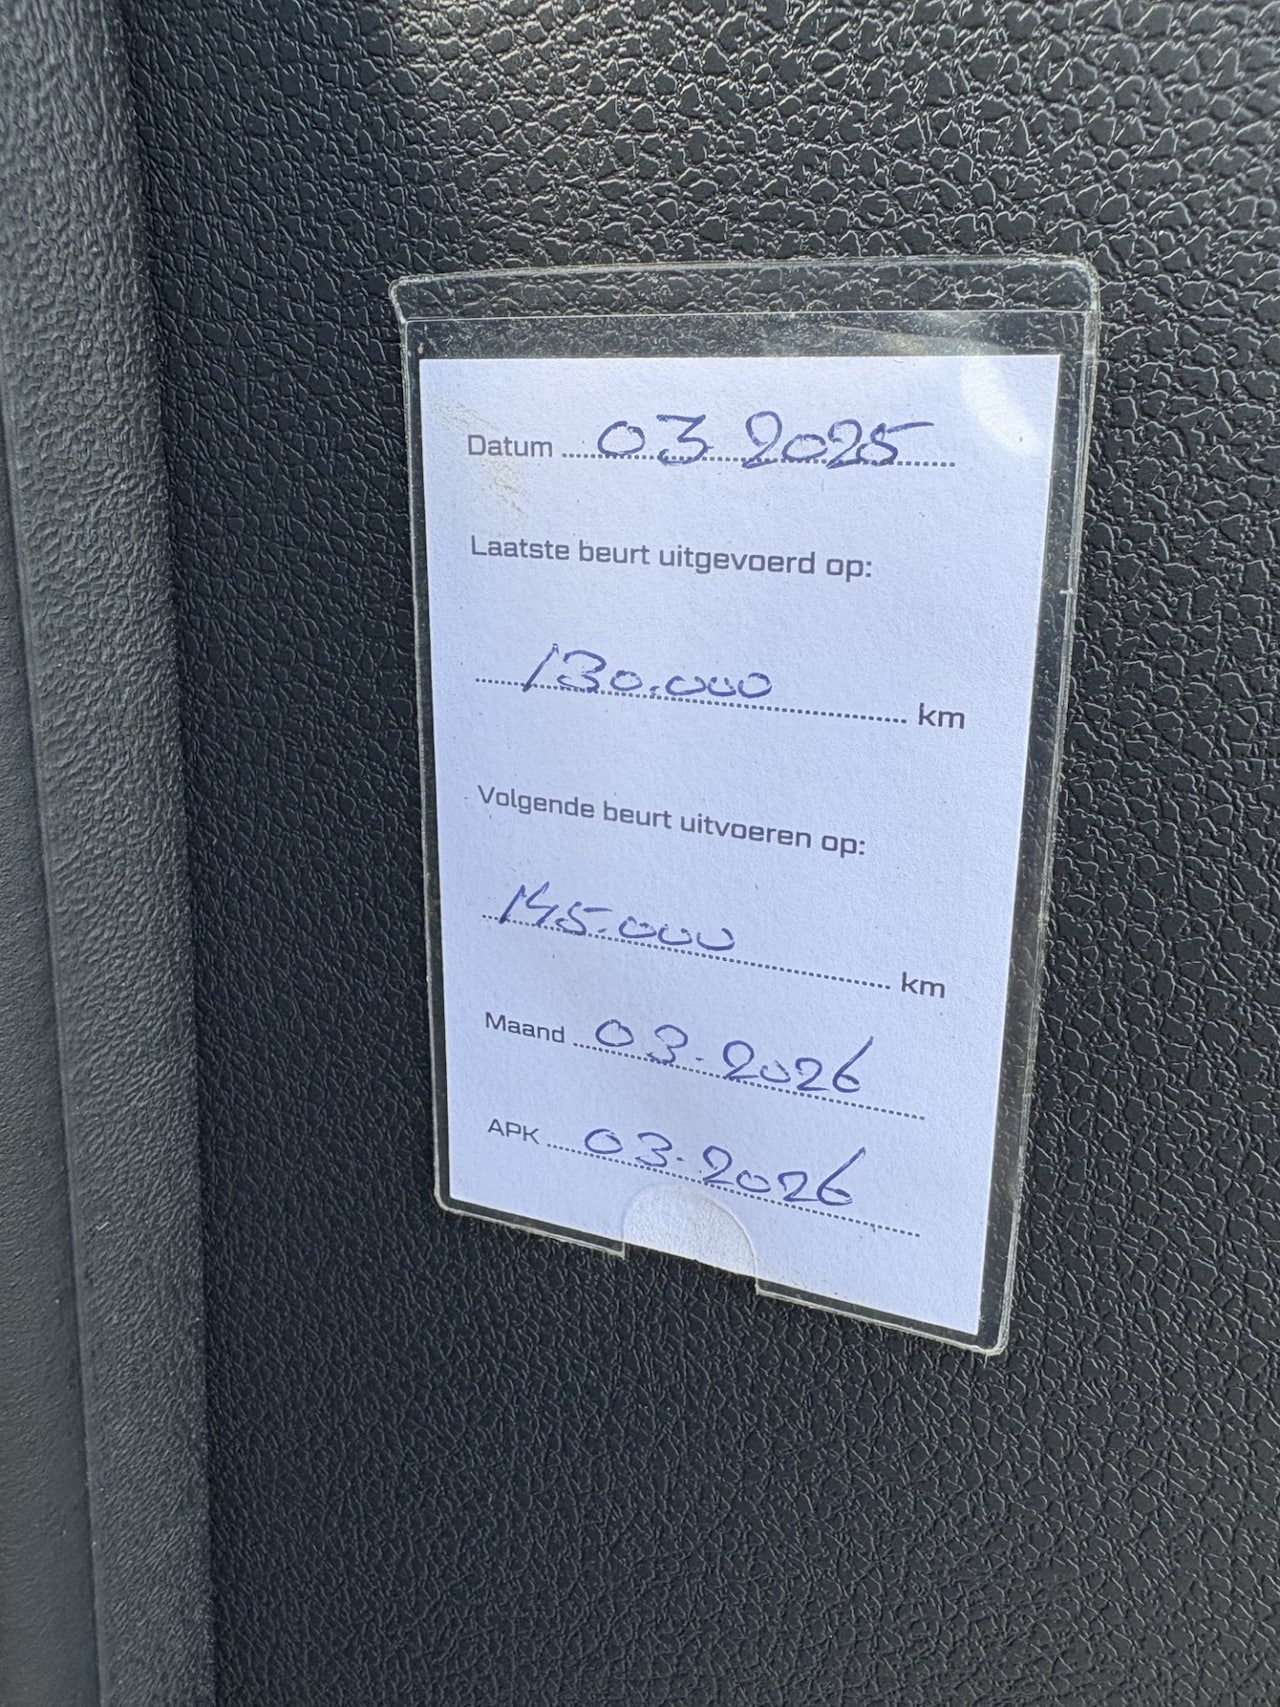 Datum 03 2025
Laatste beurt uitgevoerd op:
130.000 km
Volgende beurt uitvoeren op:
145.000 km
Maand 03.2026
APK 03.2026